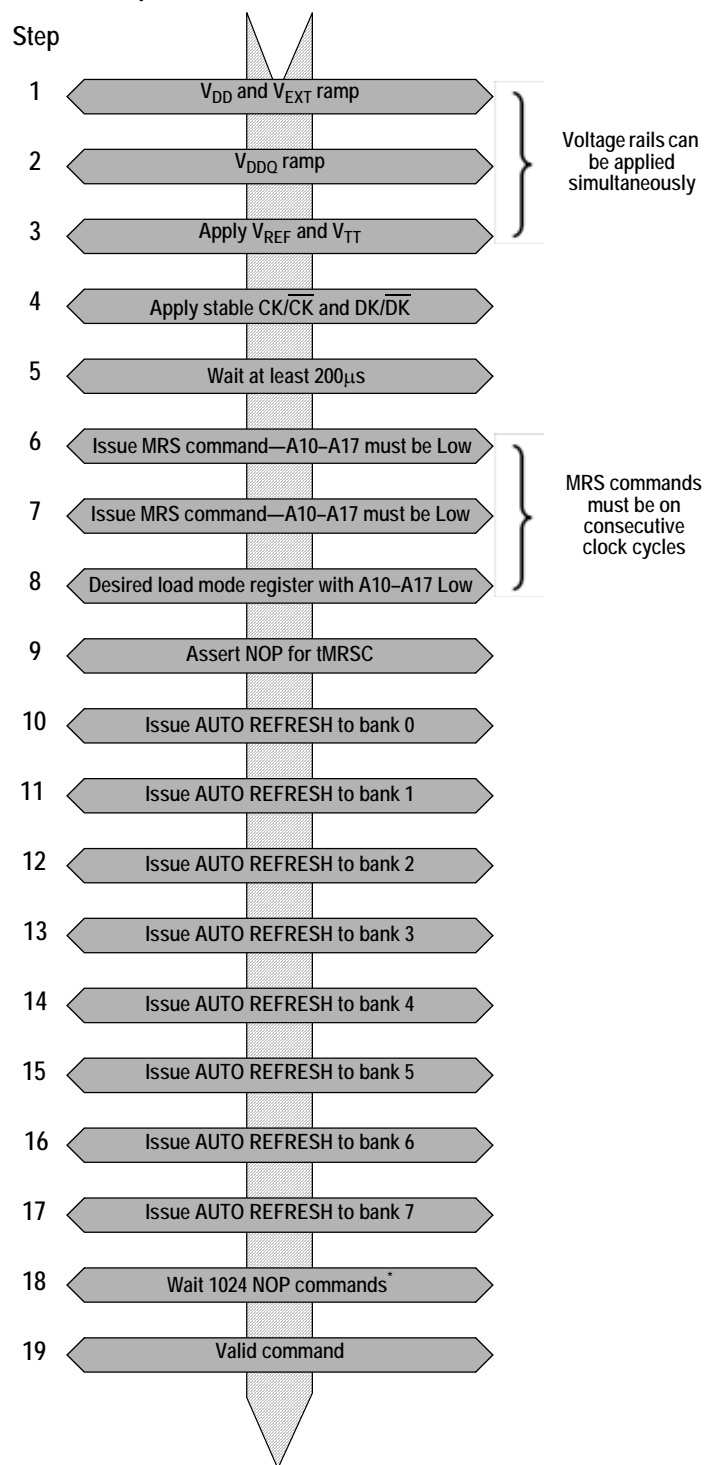 Step
1 V_DD and V_EXT ramp
2 V_DDQ ramp
3 Apply V_REF and V_TT
Voltage rails can
be applied
simultaneously
4 Apply stable CK/C̅K̅ and DK/D̅K̅
5 Wait at least 200μs
6 Issue MRS command—A10–A17 must be Low
7 Issue MRS command—A10–A17 must be Low
8 Desired load mode register with A10–A17 Low
MRS commands
must be on
consecutive
clock cycles
9 Assert NOP for tMRSC
10 Issue AUTO REFRESH to bank 0
11 Issue AUTO REFRESH to bank 1
12 Issue AUTO REFRESH to bank 2
13 Issue AUTO REFRESH to bank 3
14 Issue AUTO REFRESH to bank 4
15 Issue AUTO REFRESH to bank 5
16 Issue AUTO REFRESH to bank 6
17 Issue AUTO REFRESH to bank 7
18 Wait 1024 NOP commands*
19 Valid command